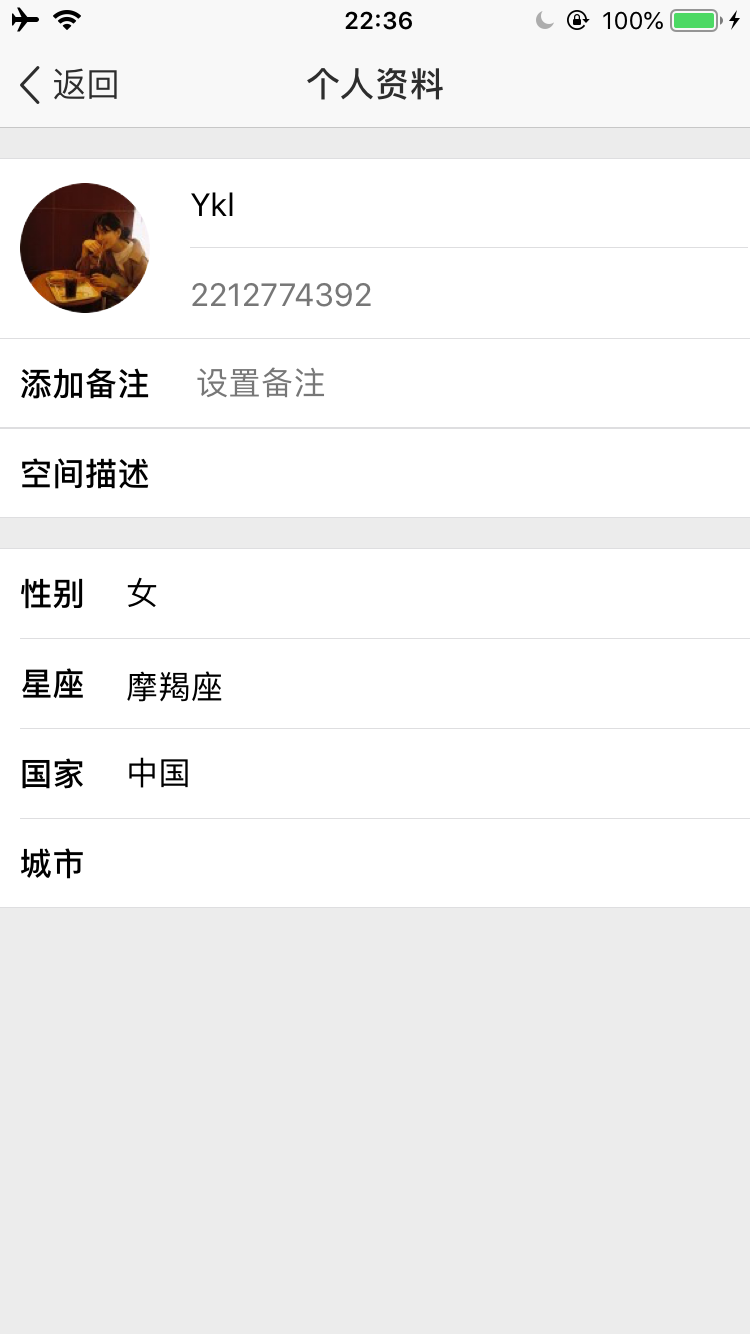 22:36 100%
返回 个人资料
Ykl
2212774392
添加备注 设置备注
空间描述
性别 女
星座 摩羯座
国家 中国
城市